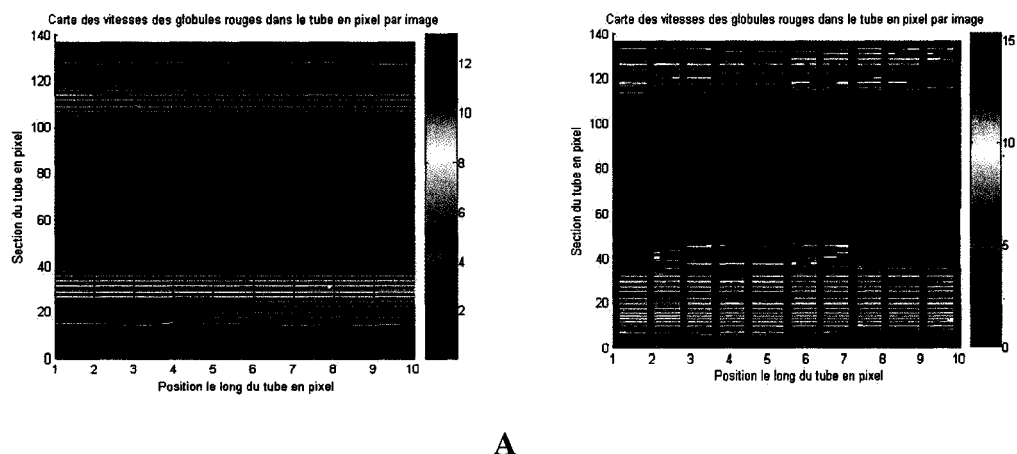 Carte des vitesses des globules rouges dans le tube en pixel par image
140
120
100
80
60
40
20
0
Section du tube en pixel
1 2 3 4 5 6 7 8 9 10
Position le long du tube en pixel
12
10
8
6
4
2
Carte des vitesses des globules rouges dans le tube en pixel par image
140
120
100
80
60
40
20
0
Section du tube en pixel
1 2 3 4 5 6 7 8 9 10
Position le long du tube en pixel
15
10
5
0
A